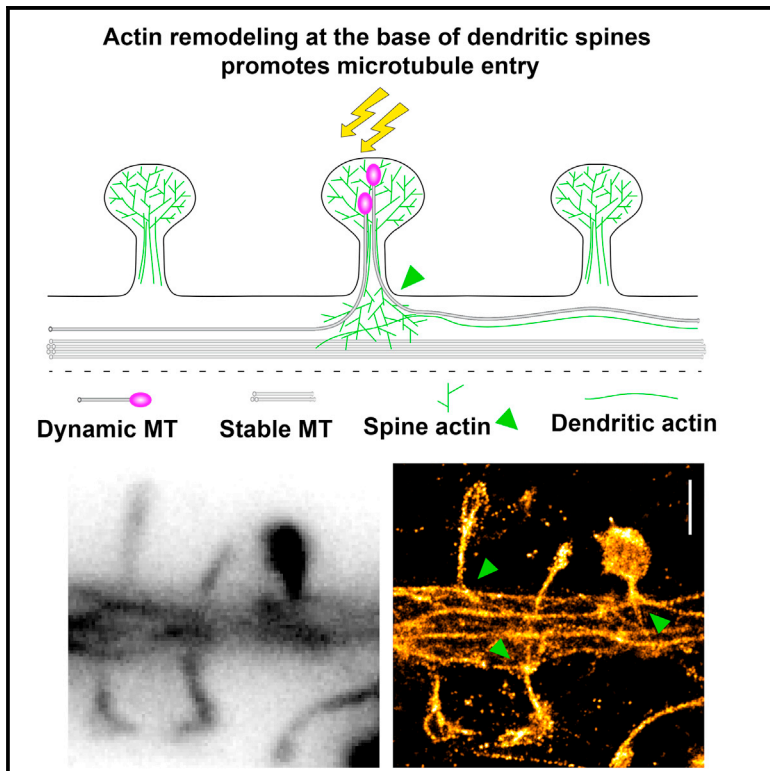 Actin remodeling at the base of dendritic spines
promotes microtubule entry
Dynamic MT Stable MT Spine actin Dendritic actin